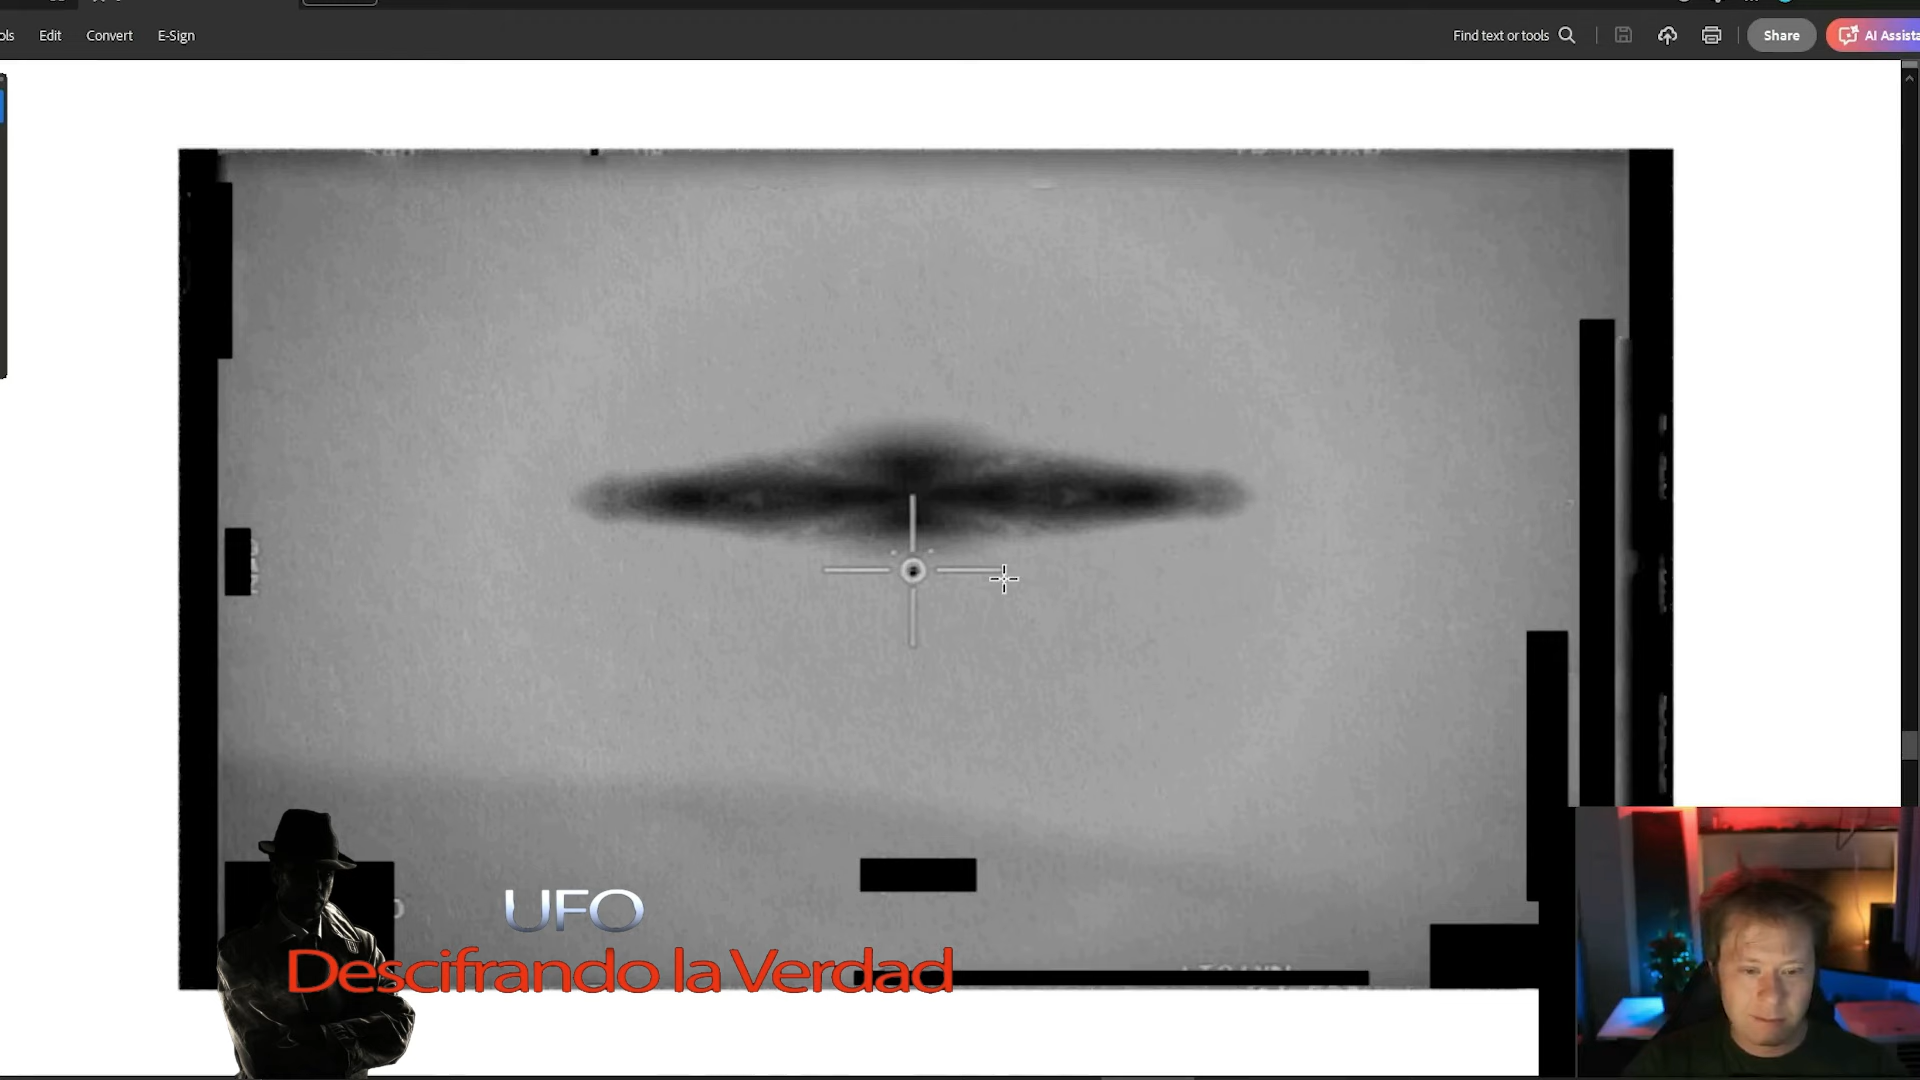 Edit Convert E-Sign Find text or tools Share
UFO
Descifrando la Verdad